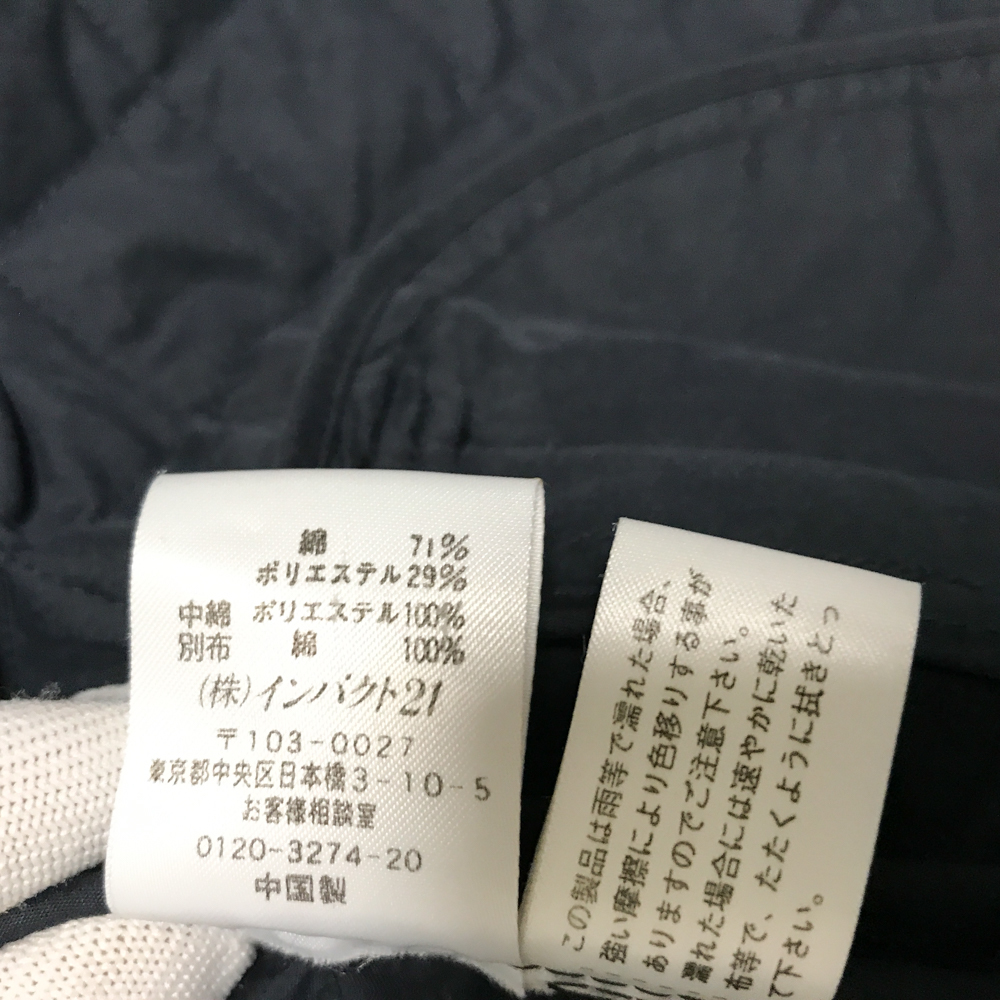 綿 71%
ポリエステル 29%
中綿 ポリエステル 100%
別布 綿 100%
(株)インパクト21
〒103-0027
東京都中央区日本橋3-10-5
お客様相談室
0120-3274-20
中国製
この製品は雨等で濡れた場合、
強い摩擦により色移りする事が
ありますのでご注意下さい。
濡れた場合には速やかに乾いた
布等で、たたくように拭きとっ
て下さい。